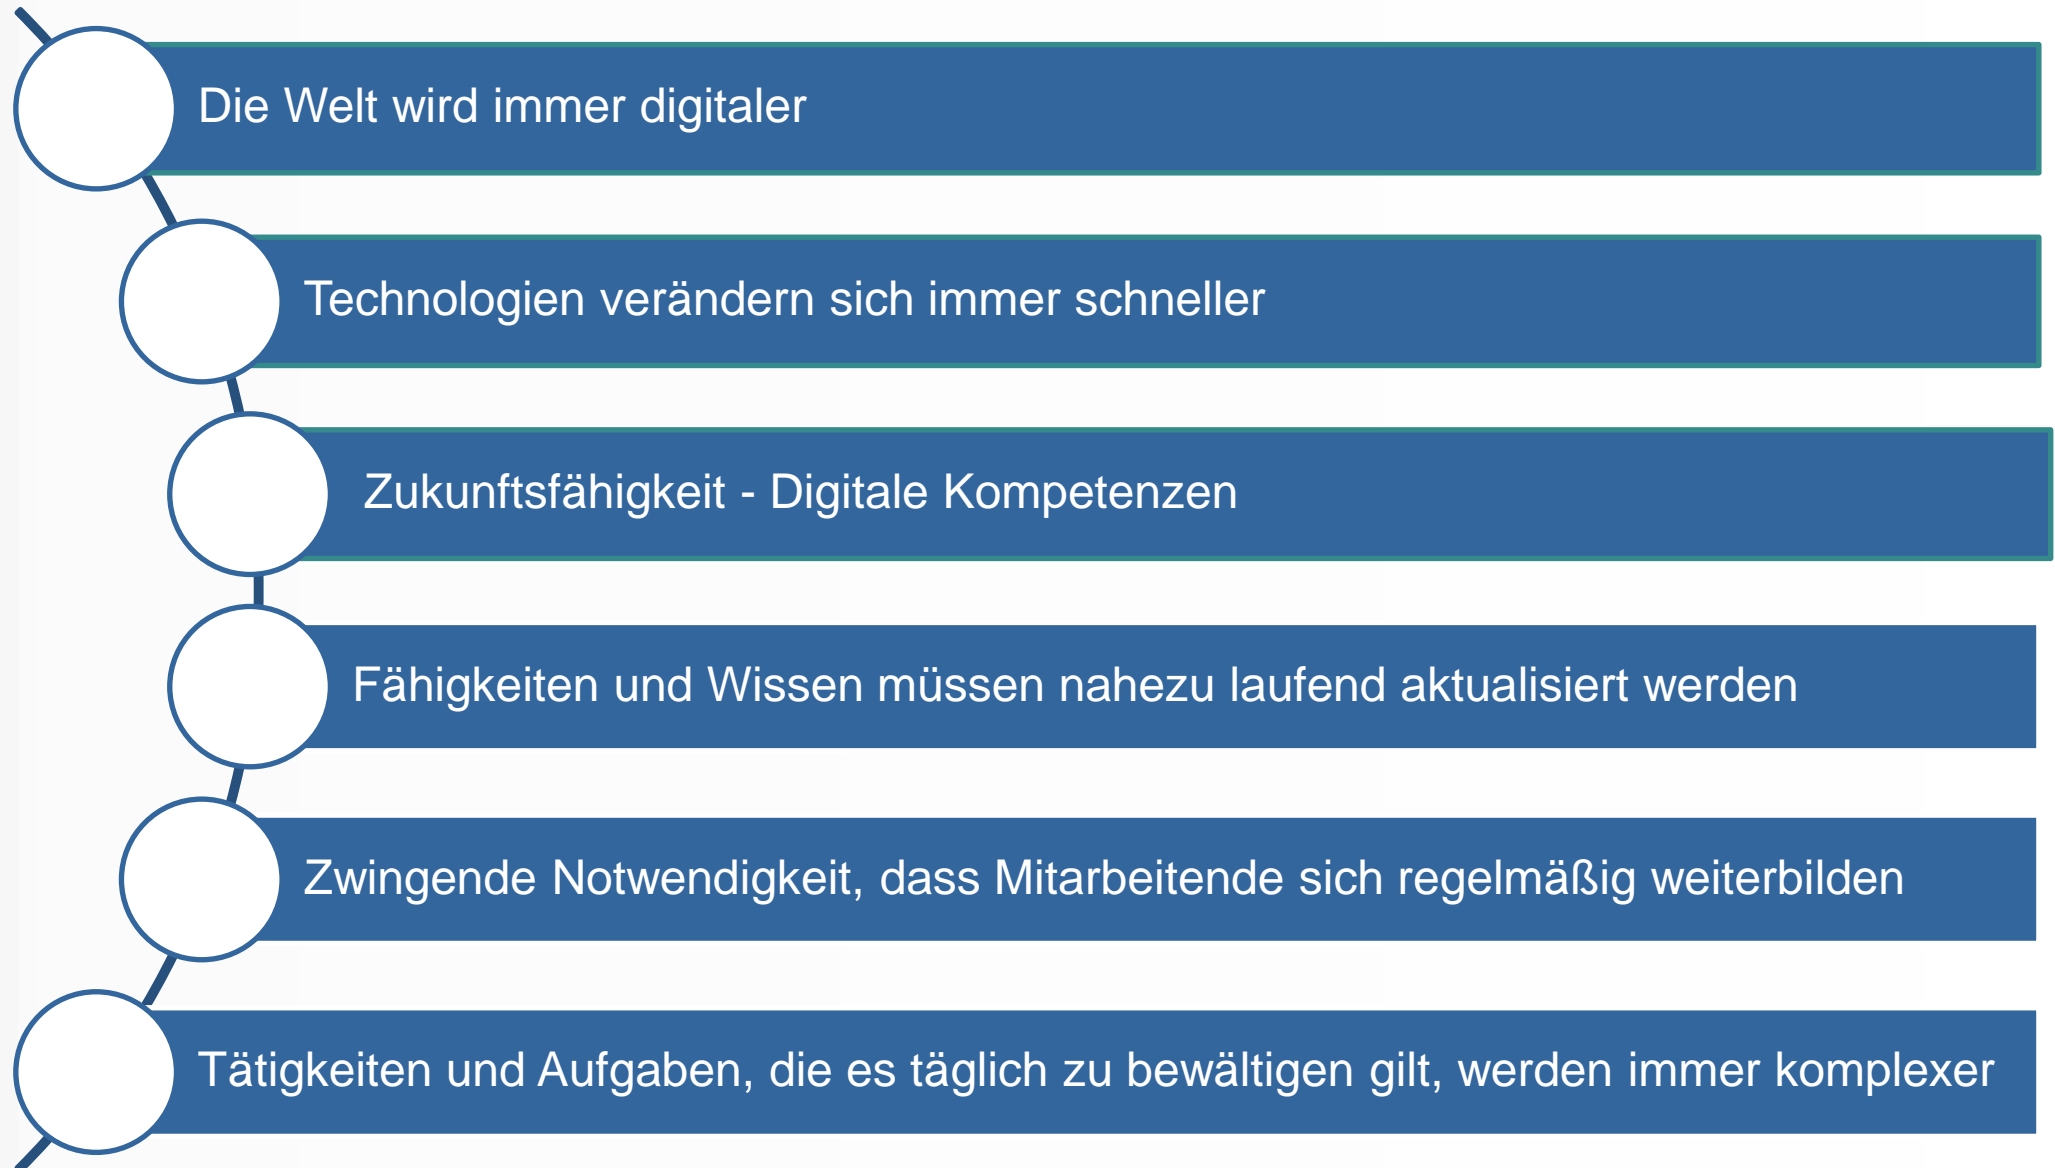 Die Welt wird immer digitaler
Technologien verändern sich immer schneller
Zukunftsfähigkeit - Digitale Kompetenzen
Fähigkeiten und Wissen müssen nahezu laufend aktualisiert werden
Zwingende Notwendigkeit, dass Mitarbeitende sich regelmäßig weiterbilden
Tätigkeiten und Aufgaben, die es täglich zu bewältigen gilt, werden immer komplexer